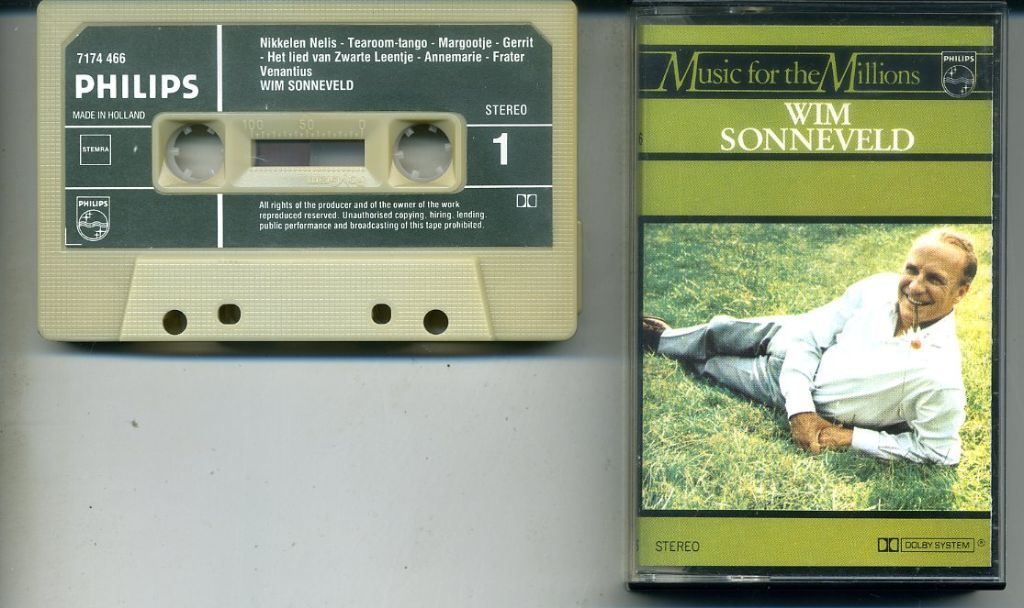 7174 466
PHILIPS
MADE IN HOLLAND
STEMRA
PHILIPS
Nikkelen Nelis - Tearoom-tango - Margootje - Gerrit
- Het lied van Zwarte Leentje - Annemarie - Frater
Venantius
WIM SONNEVELD
STEREO
100 50 0
1
All rights of the producer and of the owner of the work
reproduced reserved. Unauthorised copying, hiring, lending,
public performance and broadcasting of this tape prohibited.
Music for the Millions
PHILIPS
WIM
SONNEVELD
STEREO
DOLBY SYSTEM ®